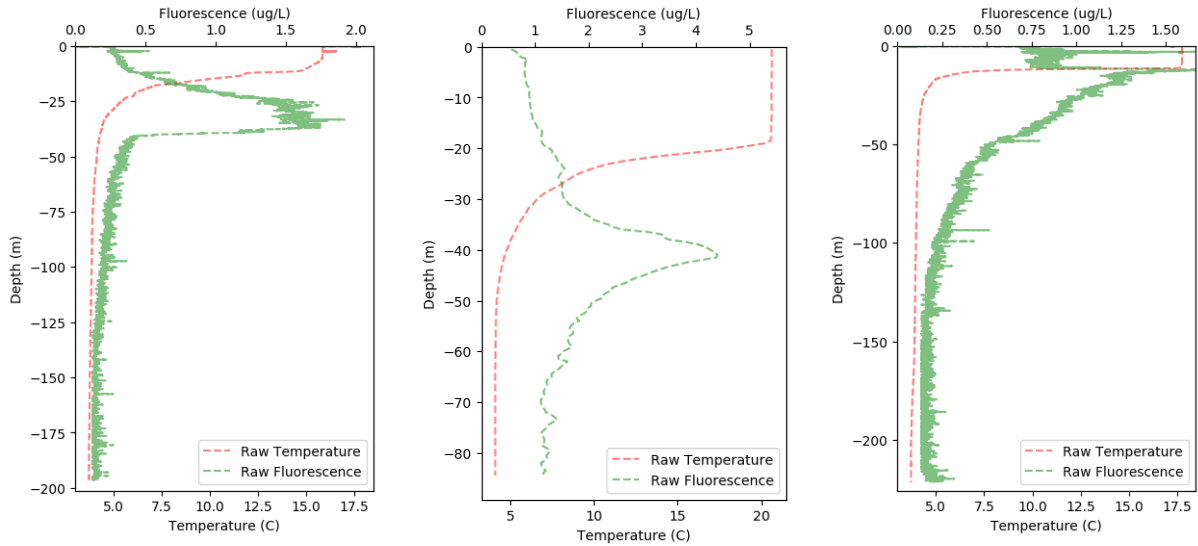 Fluorescence (ug/L)
0.0 0.5 1.0 1.5 2.0
0
−25
−50
−75
−100
−125
−150
−175
−200
Depth (m)
Raw Temperature
Raw Fluorescence
5.0 7.5 10.0 12.5 15.0 17.5
Temperature (C)
Fluorescence (ug/L)
0 1 2 3 4 5
0
−10
−20
−30
−40
−50
−60
−70
−80
Depth (m)
Raw Temperature
Raw Fluorescence
5 10 15 20
Temperature (C)
Fluorescence (ug/L)
0.00 0.25 0.50 0.75 1.00 1.25 1.50
0
−50
−100
−150
−200
Depth (m)
Raw Temperature
Raw Fluorescence
5.0 7.5 10.0 12.5 15.0 17.5
Temperature (C)